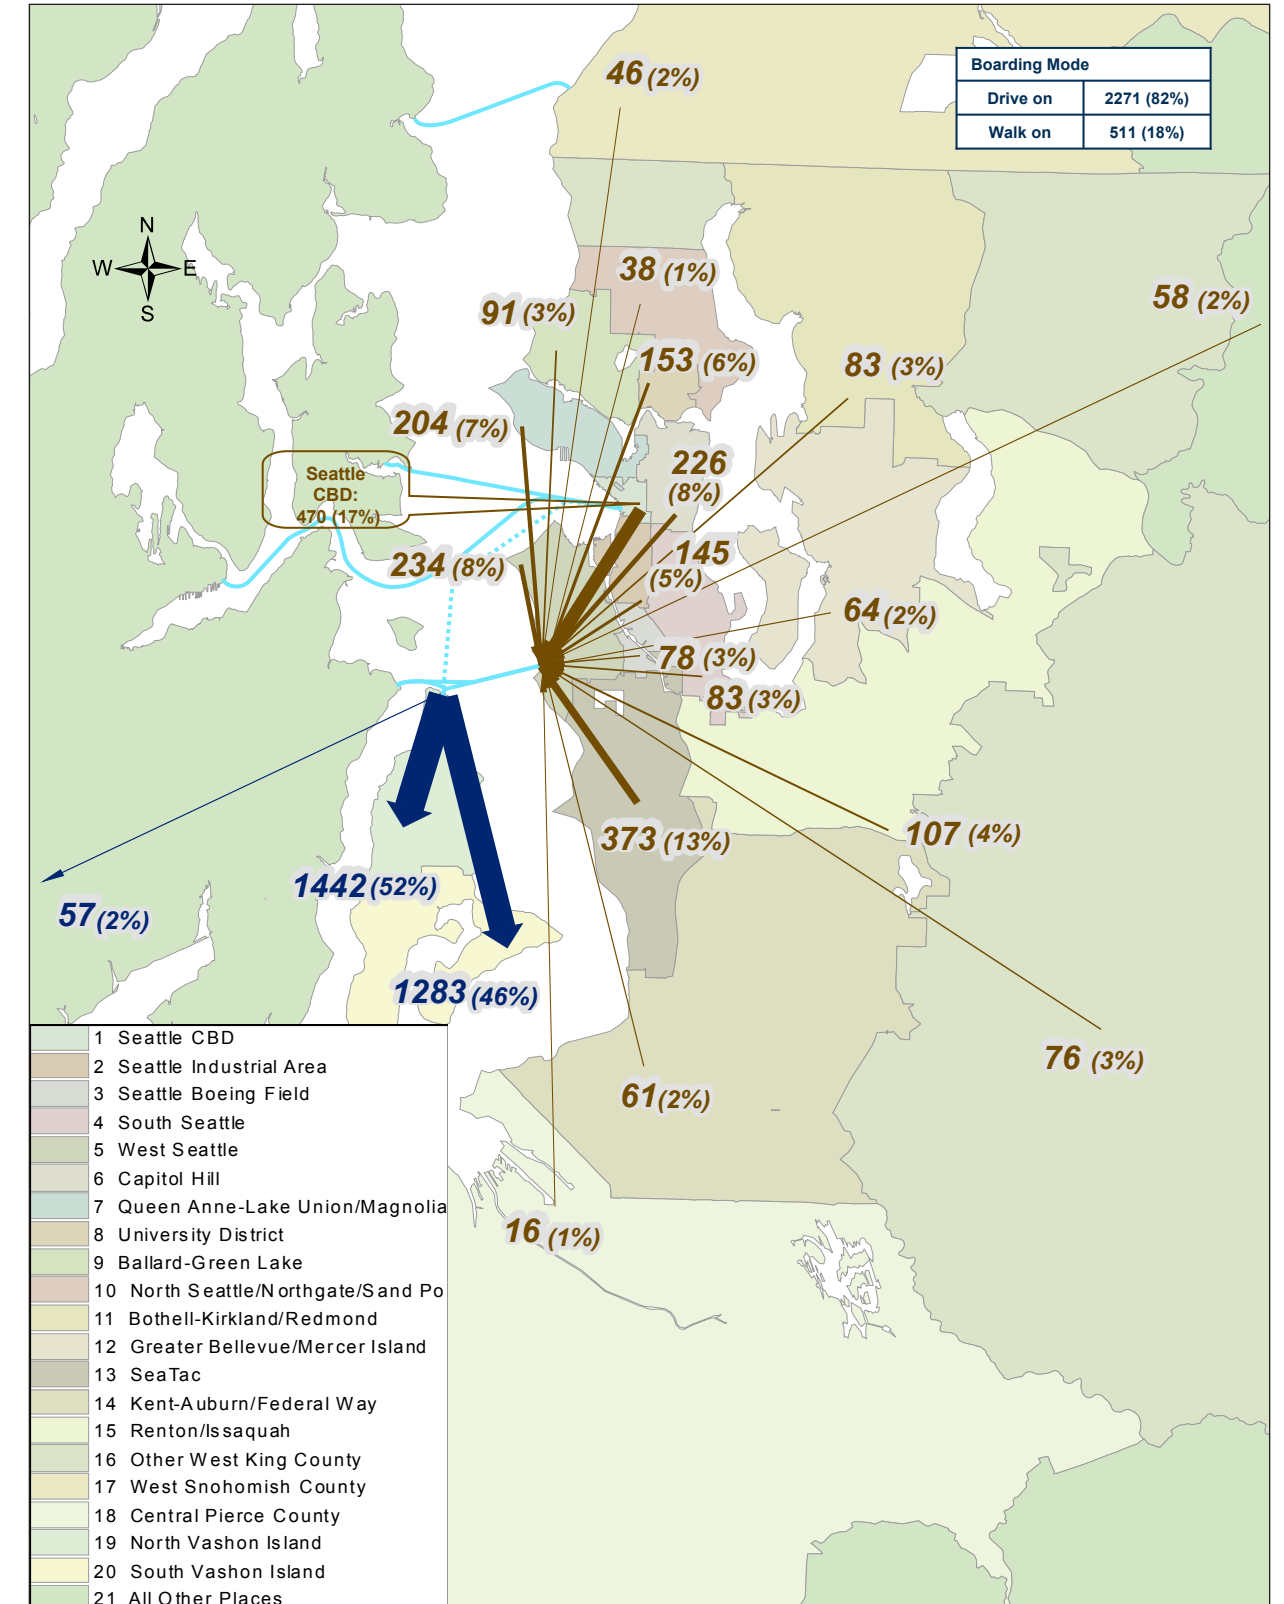 46 (2%)
Boarding Mode
Drive on 2271 (82%)
Walk on 511 (18%)
N
W E
S
38 (1%)
58 (2%)
91 (3%)
153 (6%)
83 (3%)
204 (7%)
226
(8%)
Seattle
CBD:
470 (17%)
145
(5%)
234 (8%)
64 (2%)
78 (3%)
83 (3%)
373 (13%)
107 (4%)
1442 (52%)
57 (2%)
1283 (46%)
76 (3%)
61 (2%)
16 (1%)
1 Seattle CBD
2 Seattle Industrial Area
3 Seattle Boeing Field
4 South Seattle
5 West Seattle
6 Capitol Hill
7 Queen Anne-Lake Union/Magnolia
8 University District
9 Ballard-Green Lake
10 North Seattle/Northgate/Sand Po
11 Bothell-Kirkland/Redmond
12 Greater Bellevue/Mercer Island
13 SeaTac
14 Kent-Auburn/Federal Way
15 Renton/Issaquah
16 Other West King County
17 West Snohomish County
18 Central Pierce County
19 North Vashon Island
20 South Vashon Island
21 All Other Places